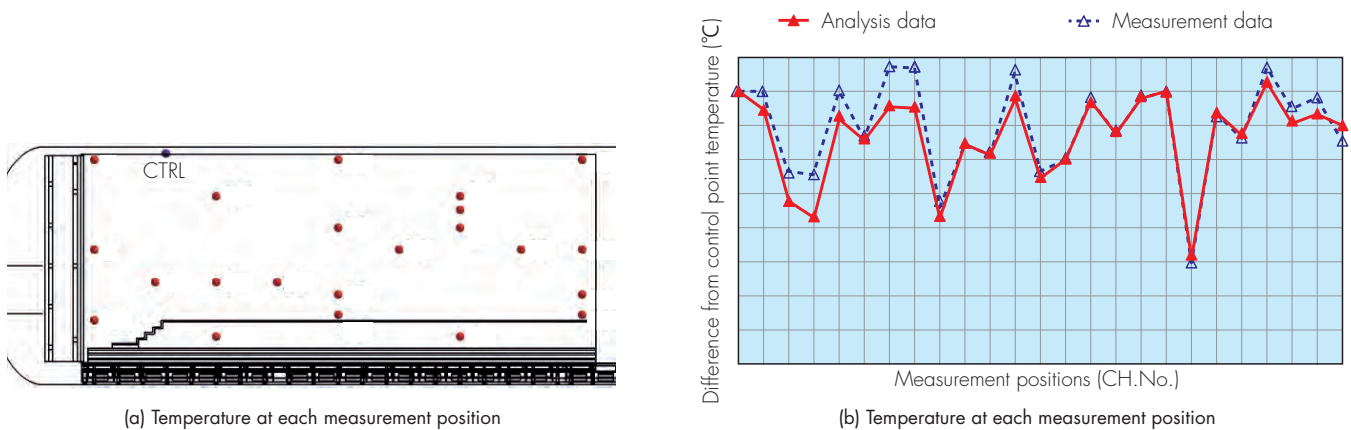 CTRL
(a) Temperature at each measurement position
Analysis data
Measurement data
Difference from control point temperature (℃)
Measurement positions (CH.No.)
(b) Temperature at each measurement position